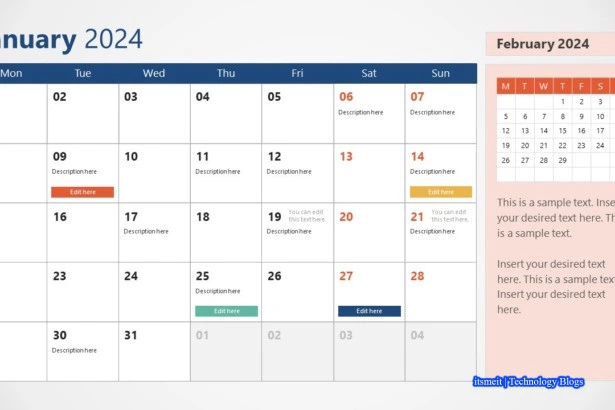 anuary 2024
Mon Tue Wed Thu Fri Sat Sun
02 03 04 05 06 07
Description here Description here
09 10 11 12 13 14
Description here Description here Description here Description here
Edit here Edit here
16 17 18 19 You can edit this text here. 20 21 You can edit this text here.
Description here Description here Description here
23 24 25 26 27 28
Description here
Edit here Edit here
30 31 01 02 03 04
Description here
February 2024
M T W T F S
1 2 3
5 6 7 8 9 10
12 13 14 15 16 17
19 20 21 22 23 24
26 27 28 29
This is a sample text. Inse
your desired text here. Th
is a sample text.
Insert your desired text
here. This is a sample tex
Insert your desired text
here.
itsmeit | Technology Blogs